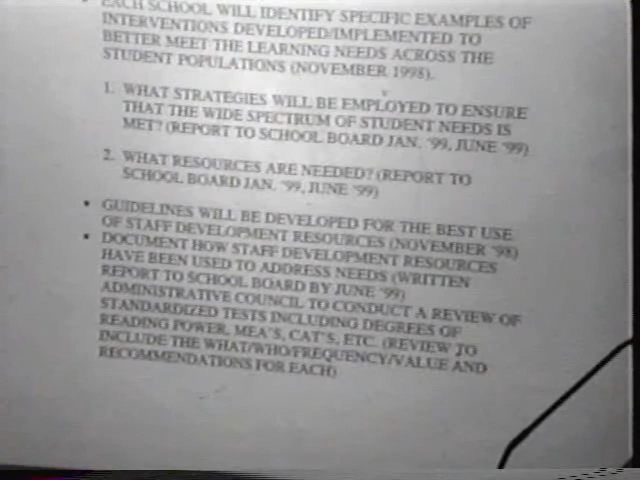 • EACH SCHOOL WILL IDENTIFY SPECIFIC EXAMPLES OF
INTERVENTIONS DEVELOPED/IMPLEMENTED TO
BETTER MEET THE LEARNING NEEDS ACROSS THE
STUDENT POPULATIONS (NOVEMBER 1998).
1. WHAT STRATEGIES WILL BE EMPLOYED TO ENSURE
THAT THE WIDE SPECTRUM OF STUDENT NEEDS IS
MET? (REPORT TO SCHOOL BOARD JAN. '99, JUNE '99)
2. WHAT RESOURCES ARE NEEDED? (REPORT TO
SCHOOL BOARD JAN. '99, JUNE '99)
• GUIDELINES WILL BE DEVELOPED FOR THE BEST USE
OF STAFF DEVELOPMENT RESOURCES (NOVEMBER '98)
• DOCUMENT HOW STAFF DEVELOPMENT RESOURCES
HAVE BEEN USED TO ADDRESS NEEDS (WRITTEN
REPORT TO SCHOOL BOARD BY JUNE '99)
ADMINISTRATIVE COUNCIL TO CONDUCT A REVIEW OF
STANDARDIZED TESTS INCLUDING DEGREES OF
READING POWER, MEA'S, CAT'S, ETC. (REVIEW TO
INCLUDE THE WHAT/WHO/FREQUENCY/VALUE AND
RECOMMENDATIONS FOR EACH)